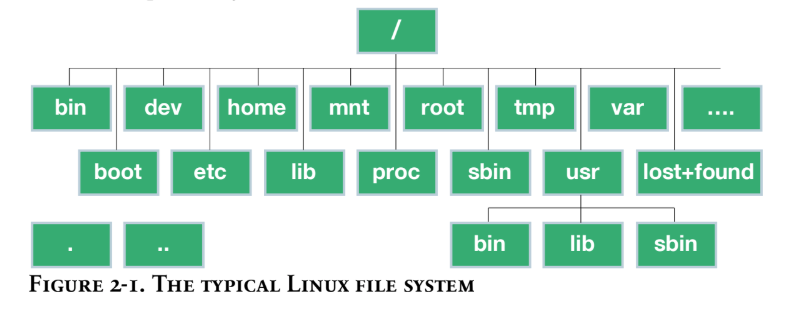 /
bin dev home mnt root tmp var ....
boot etc lib proc sbin usr lost+found
. .. bin lib sbin
FIGURE 2-1. THE TYPICAL LINUX FILE SYSTEM